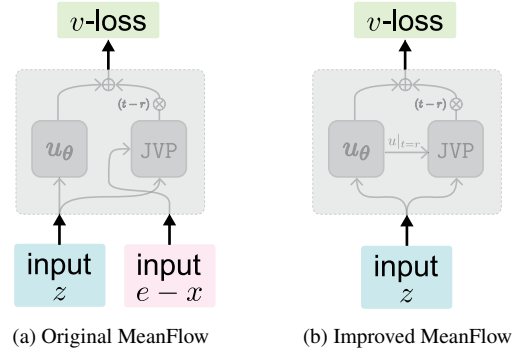 v-loss
(t−r)
u_θ
JVP
input
z
input
e − x
(a) Original MeanFlow
v-loss
(t−r)
u_θ
u|_{t=r}
JVP
input
z
(b) Improved MeanFlow